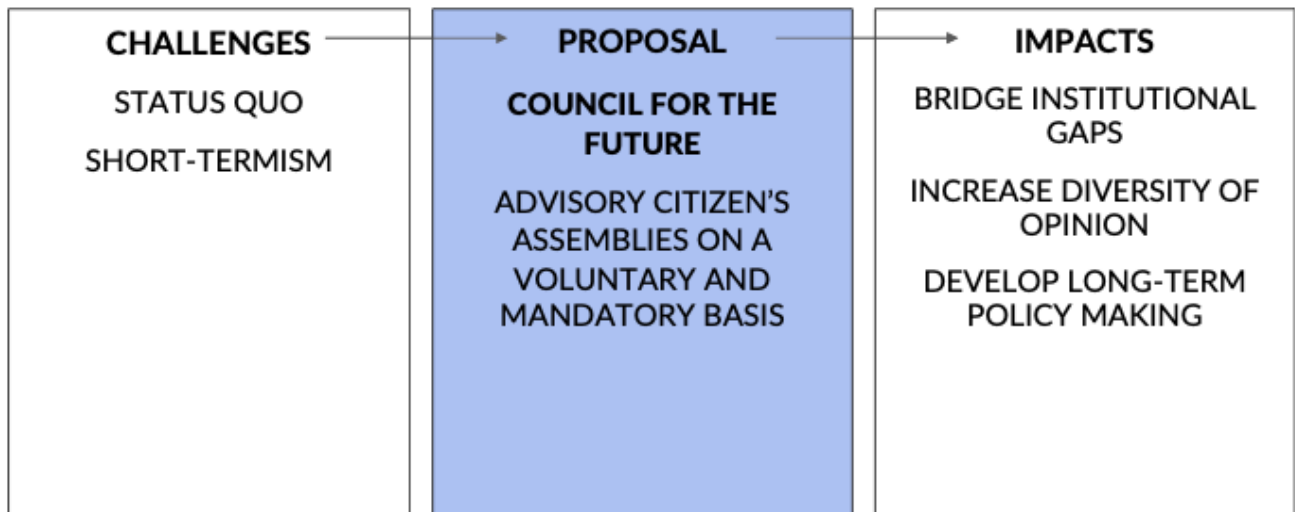 CHALLENGES
STATUS QUO
SHORT-TERMISM
PROPOSAL
COUNCIL FOR THE
FUTURE
ADVISORY CITIZEN’S
ASSEMBLIES ON A
VOLUNTARY AND
MANDATORY BASIS
IMPACTS
BRIDGE INSTITUTIONAL
GAPS
INCREASE DIVERSITY OF
OPINION
DEVELOP LONG-TERM
POLICY MAKING